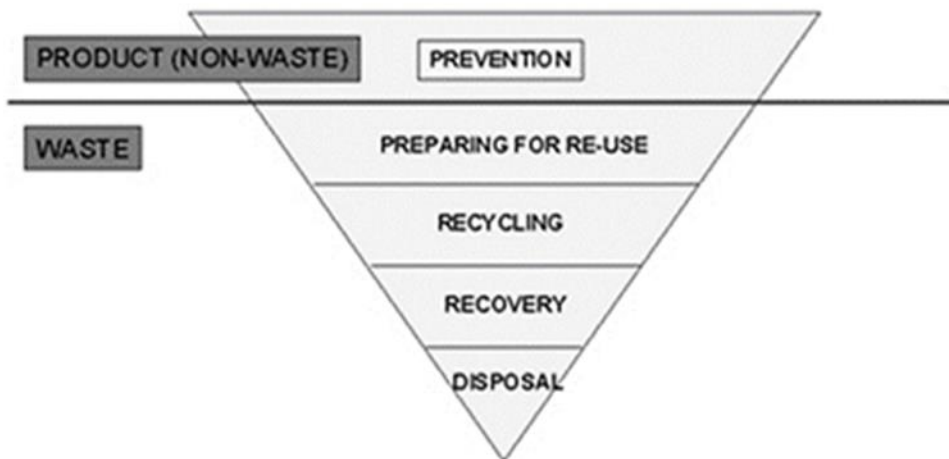 PRODUCT (NON-WASTE)
PREVENTION
WASTE
PREPARING FOR RE-USE
RECYCLING
RECOVERY
DISPOSAL